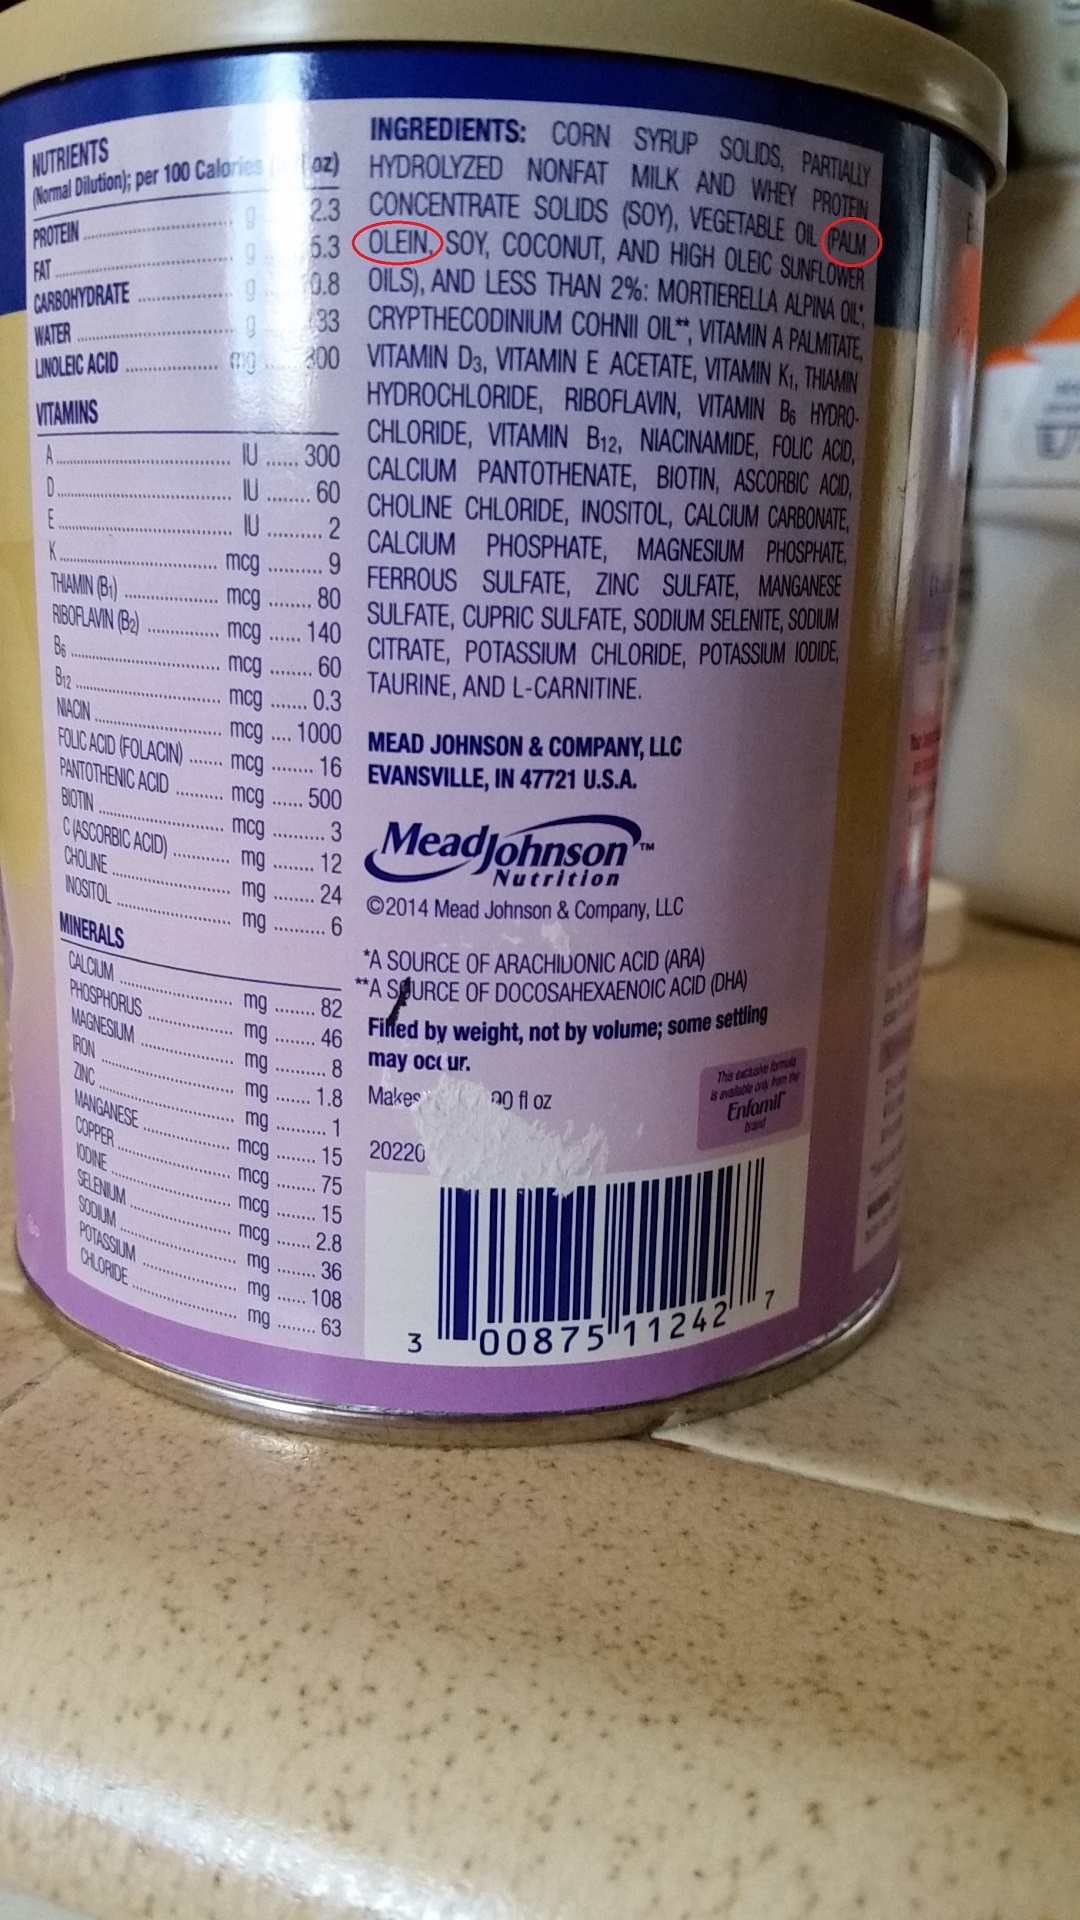 NUTRIENTS
(Normal Dilution); per 100 Calories oz)
PROTEIN g 2.3
FAT g 5.3
CARBOHYDRATE g 0.8
WATER g 33
LINOLEIC ACID mg 300
VITAMINS
A IU 300
D IU 60
E IU 2
K mcg 9
THIAMIN (B1) mcg 80
RIBOFLAVIN (B2) mcg 140
B6 mcg 60
B12 mcg 0.3
NIACIN mcg 1000
FOLIC ACID (FOLACIN) mcg 16
PANTOTHENIC ACID mcg 500
BIOTIN mcg 3
C (ASCORBIC ACID) mg 12
CHOLINE mg 24
INOSITOL mg 6
MINERALS
CALCIUM mg 82
PHOSPHORUS mg 46
MAGNESIUM mg 8
IRON mg 1.8
ZINC mg 1
MANGANESE mcg 15
COPPER mcg 75
IODINE mcg 15
SELENIUM mcg 2.8
SODIUM mg 36
POTASSIUM mg 108
CHLORIDE mg 63
INGREDIENTS: CORN SYRUP SOLIDS, PARTIALLY
HYDROLYZED NONFAT MILK AND WHEY PROTEIN
CONCENTRATE SOLIDS (SOY), VEGETABLE OIL (PALM
OLEIN, SOY, COCONUT, AND HIGH OLEIC SUNFLOWER
OILS), AND LESS THAN 2%: MORTIERELLA ALPINA OIL*,
CRYPTHECODINIUM COHNII OIL**, VITAMIN A PALMITATE,
VITAMIN D3, VITAMIN E ACETATE, VITAMIN K1, THIAMIN
HYDROCHLORIDE, RIBOFLAVIN, VITAMIN B6 HYDRO-
CHLORIDE, VITAMIN B12, NIACINAMIDE, FOLIC ACID,
CALCIUM PANTOTHENATE, BIOTIN, ASCORBIC ACID,
CHOLINE CHLORIDE, INOSITOL, CALCIUM CARBONATE,
CALCIUM PHOSPHATE, MAGNESIUM PHOSPHATE,
FERROUS SULFATE, ZINC SULFATE, MANGANESE
SULFATE, CUPRIC SULFATE, SODIUM SELENITE, SODIUM
CITRATE, POTASSIUM CHLORIDE, POTASSIUM IODIDE,
TAURINE, AND L-CARNITINE.
MEAD JOHNSON & COMPANY, LLC
EVANSVILLE, IN 47721 U.S.A.
MeadJohnson™
Nutrition
©2014 Mead Johnson & Company, LLC
*A SOURCE OF ARACHIDONIC ACID (ARA)
**A SOURCE OF DOCOSAHEXAENOIC ACID (DHA)
Filled by weight, not by volume; some settling
may occur.
Makes 90 fl oz
This exclusive formula
is available only from the
Enfamil®
brand
20220
3 00875 11242 7